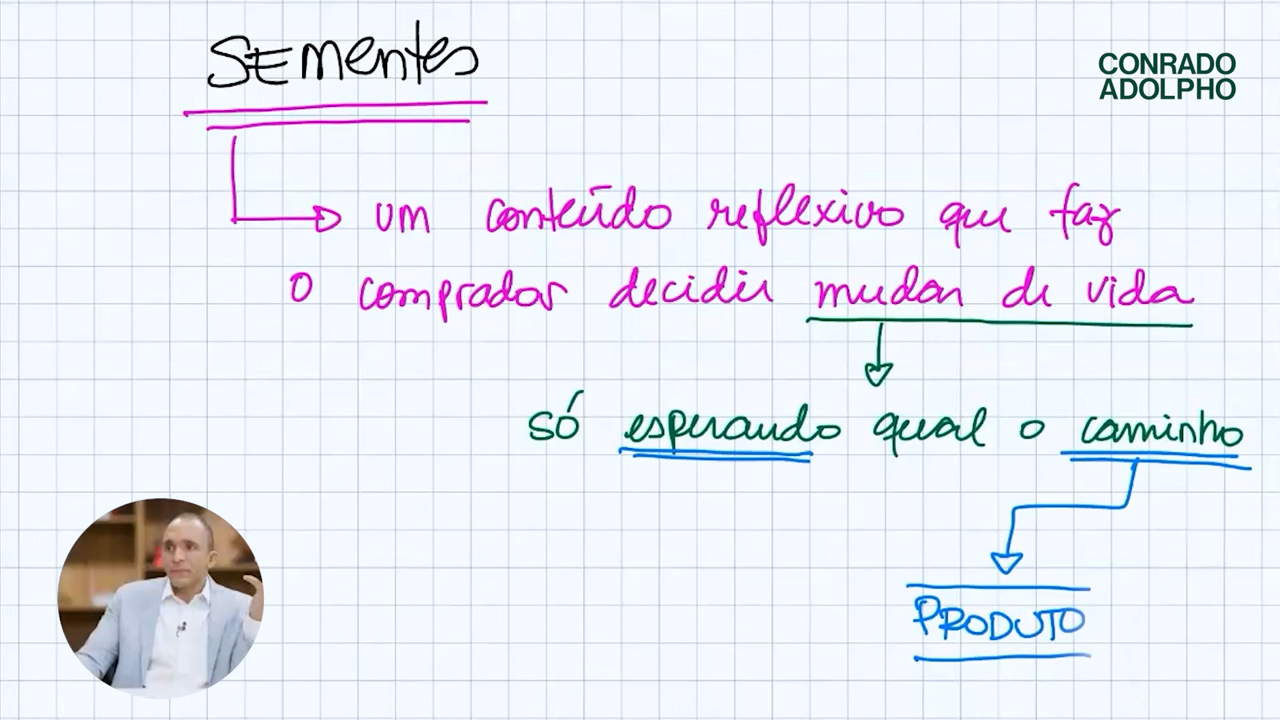 SEmentes
CONRADO
ADOLPHO
um conteúdo reflexivo que faz
o comprador decidir mudar de vida
só esperando qual o caminho
PRODUTO